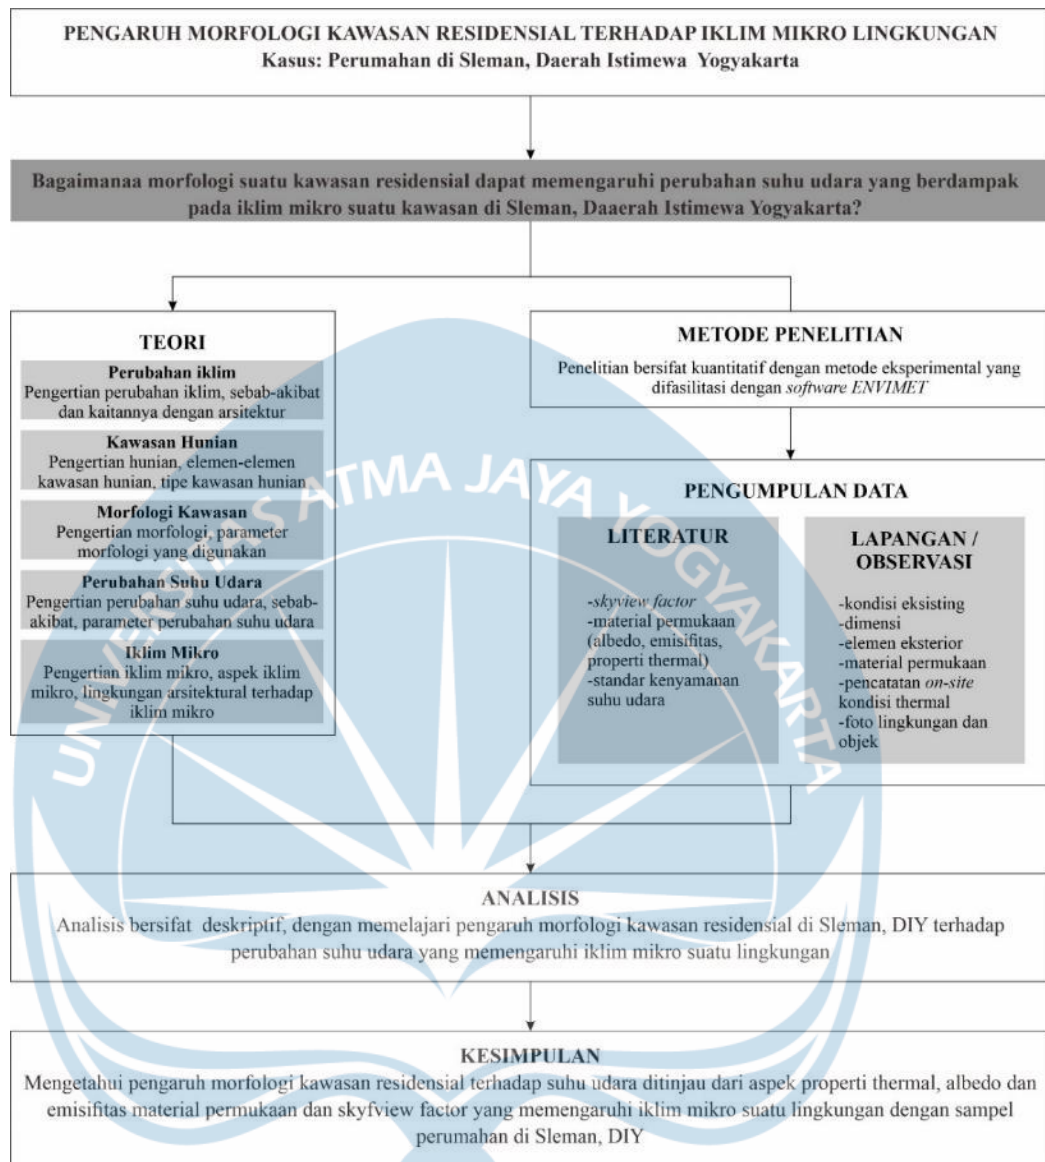 PENGARUH MORFOLOGI KAWASAN RESIDENSIAL TERHADAP IKLIM MIKRO LINGKUNGAN
Kasus: Perumahan di Sleman, Daerah Istimewa Yogyakarta
Bagaimanaa morfologi suatu kawasan residensial dapat memengaruhi perubahan suhu udara yang berdampak
pada iklim mikro suatu kawasan di Sleman, Daaerah Istimewa Yogyakarta?
TEORI
Perubahan iklim
Pengertian perubahan iklim, sebab-akibat
dan kaitannya dengan arsitektur
Kawasan Hunian
Pengertian hunian, elemen-elemen
kawasan hunian, tipe kawasan hunian
Morfologi Kawasan
Pengertian morfologi, parameter
morfologi yang digunakan
Perubahan Suhu Udara
Pengertian perubahan suhu udara, sebab-
akibat, parameter perubahan suhu udara
Iklim Mikro
Pengertian iklim mikro, aspek iklim
mikro, lingkungan arsitektural terhadap
iklim mikro
METODE PENELITIAN
Penelitian bersifat kuantitatif dengan metode eksperimental yang
difasilitasi dengan software ENVIMET
PENGUMPULAN DATA
LITERATUR
-skyview factor
-material permukaan
(albedo, emisifitas,
properti thermal)
-standar kenyamanan
suhu udara
LAPANGAN /
OBSERVASI
-kondisi eksisting
-dimensi
-elemen eksterior
-material permukaan
-pencatatan on-site
kondisi thermal
-foto lingkungan dan
objek
ANALISIS
Analisis bersifat deskriptif, dengan memelajari pengaruh morfologi kawasan residensial di Sleman, DIY terhadap
perubahan suhu udara yang memengaruhi iklim mikro suatu lingkungan
KESIMPULAN
Mengetahui pengaruh morfologi kawasan residensial terhadap suhu udara ditinjau dari aspek properti thermal, albedo dan
emisifitas material permukaan dan skyfview factor yang memengaruhi iklim mikro suatu lingkungan dengan sampel
perumahan di Sleman, DIY
UNIVERSITAS ATMA JAYA YOGYAKARTA